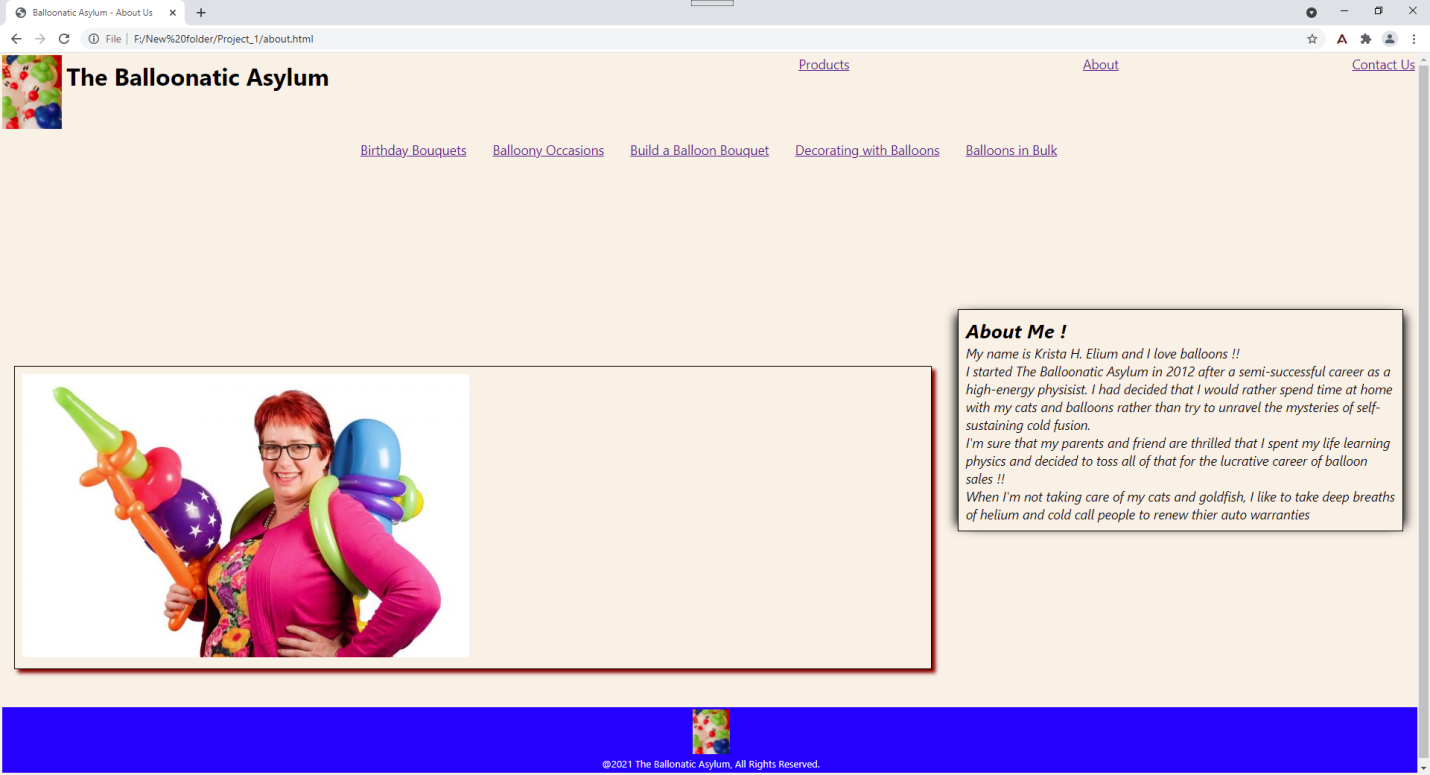 Balloonatic Asylum - About Us
File | F:/New%20folder/Project_1/about.html
The Balloonatic Asylum
Products About Contact Us
Birthday Bouquets Balloony Occasions Build a Balloon Bouquet Decorating with Balloons Balloons in Bulk
About Me !
My name is Krista H. Elium and I love balloons !!
I started The Balloonatic Asylum in 2012 after a semi-successful career as a
high-energy physisist. I had decided that I would rather spend time at home
with my cats and balloons rather than try to unravel the mysteries of self-
sustaining cold fusion.
I'm sure that my parents and friend are thrilled that I spent my life learning
physics and decided to toss all of that for the lucrative career of balloon
sales !!
When I'm not taking care of my cats and goldfish, I like to take deep breaths
of helium and cold call people to renew thier auto warranties
@2021 The Ballonatic Asylum, All Rights Reserved.